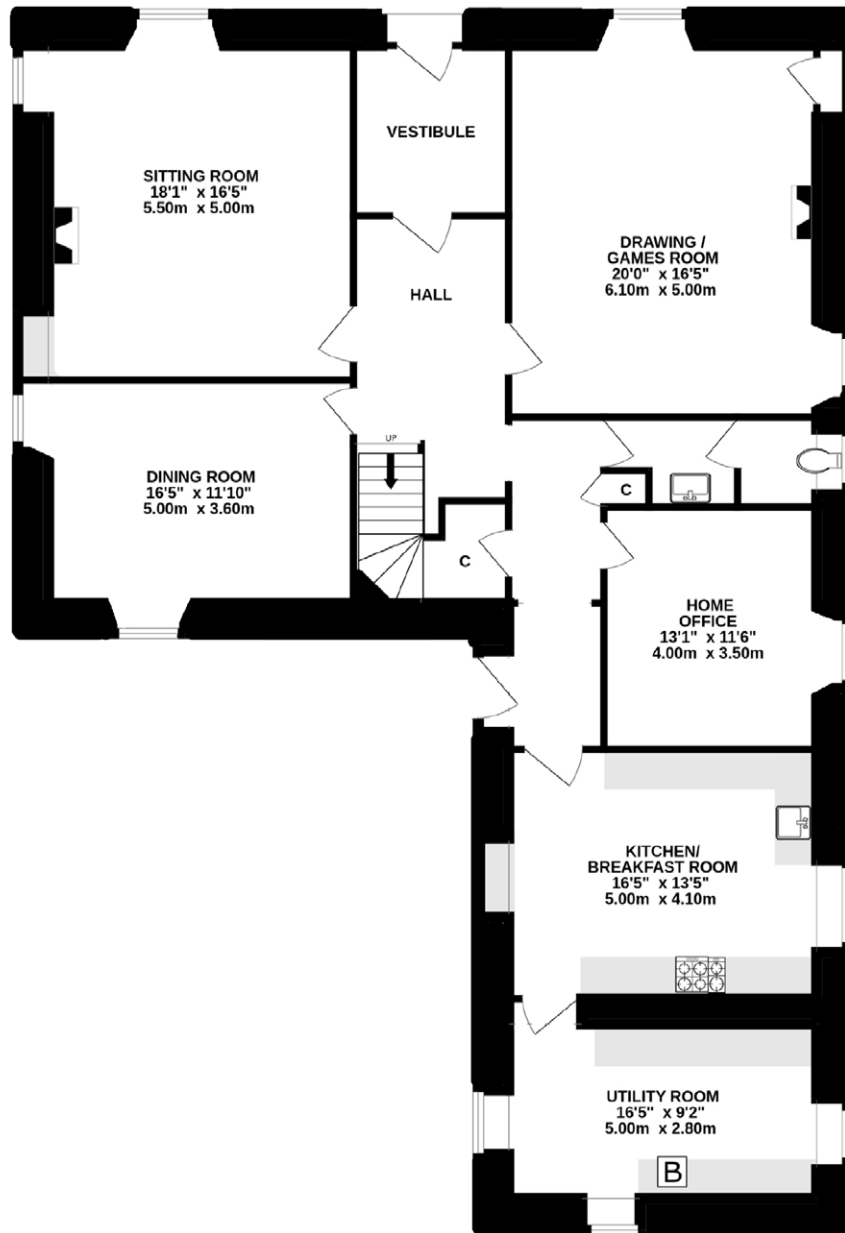 VESTIBULE
SITTING ROOM
18'1" x 16'5"
5.50m x 5.00m
DRAWING /
GAMES ROOM
20'0" x 16'5"
6.10m x 5.00m
HALL
UP
DINING ROOM
16'5" x 11'10"
5.00m x 3.60m
C
C
HOME
OFFICE
13'1" x 11'6"
4.00m x 3.50m
KITCHEN/
BREAKFAST ROOM
16'5" x 13'5"
5.00m x 4.10m
UTILITY ROOM
16'5" x 9'2"
5.00m x 2.80m
B